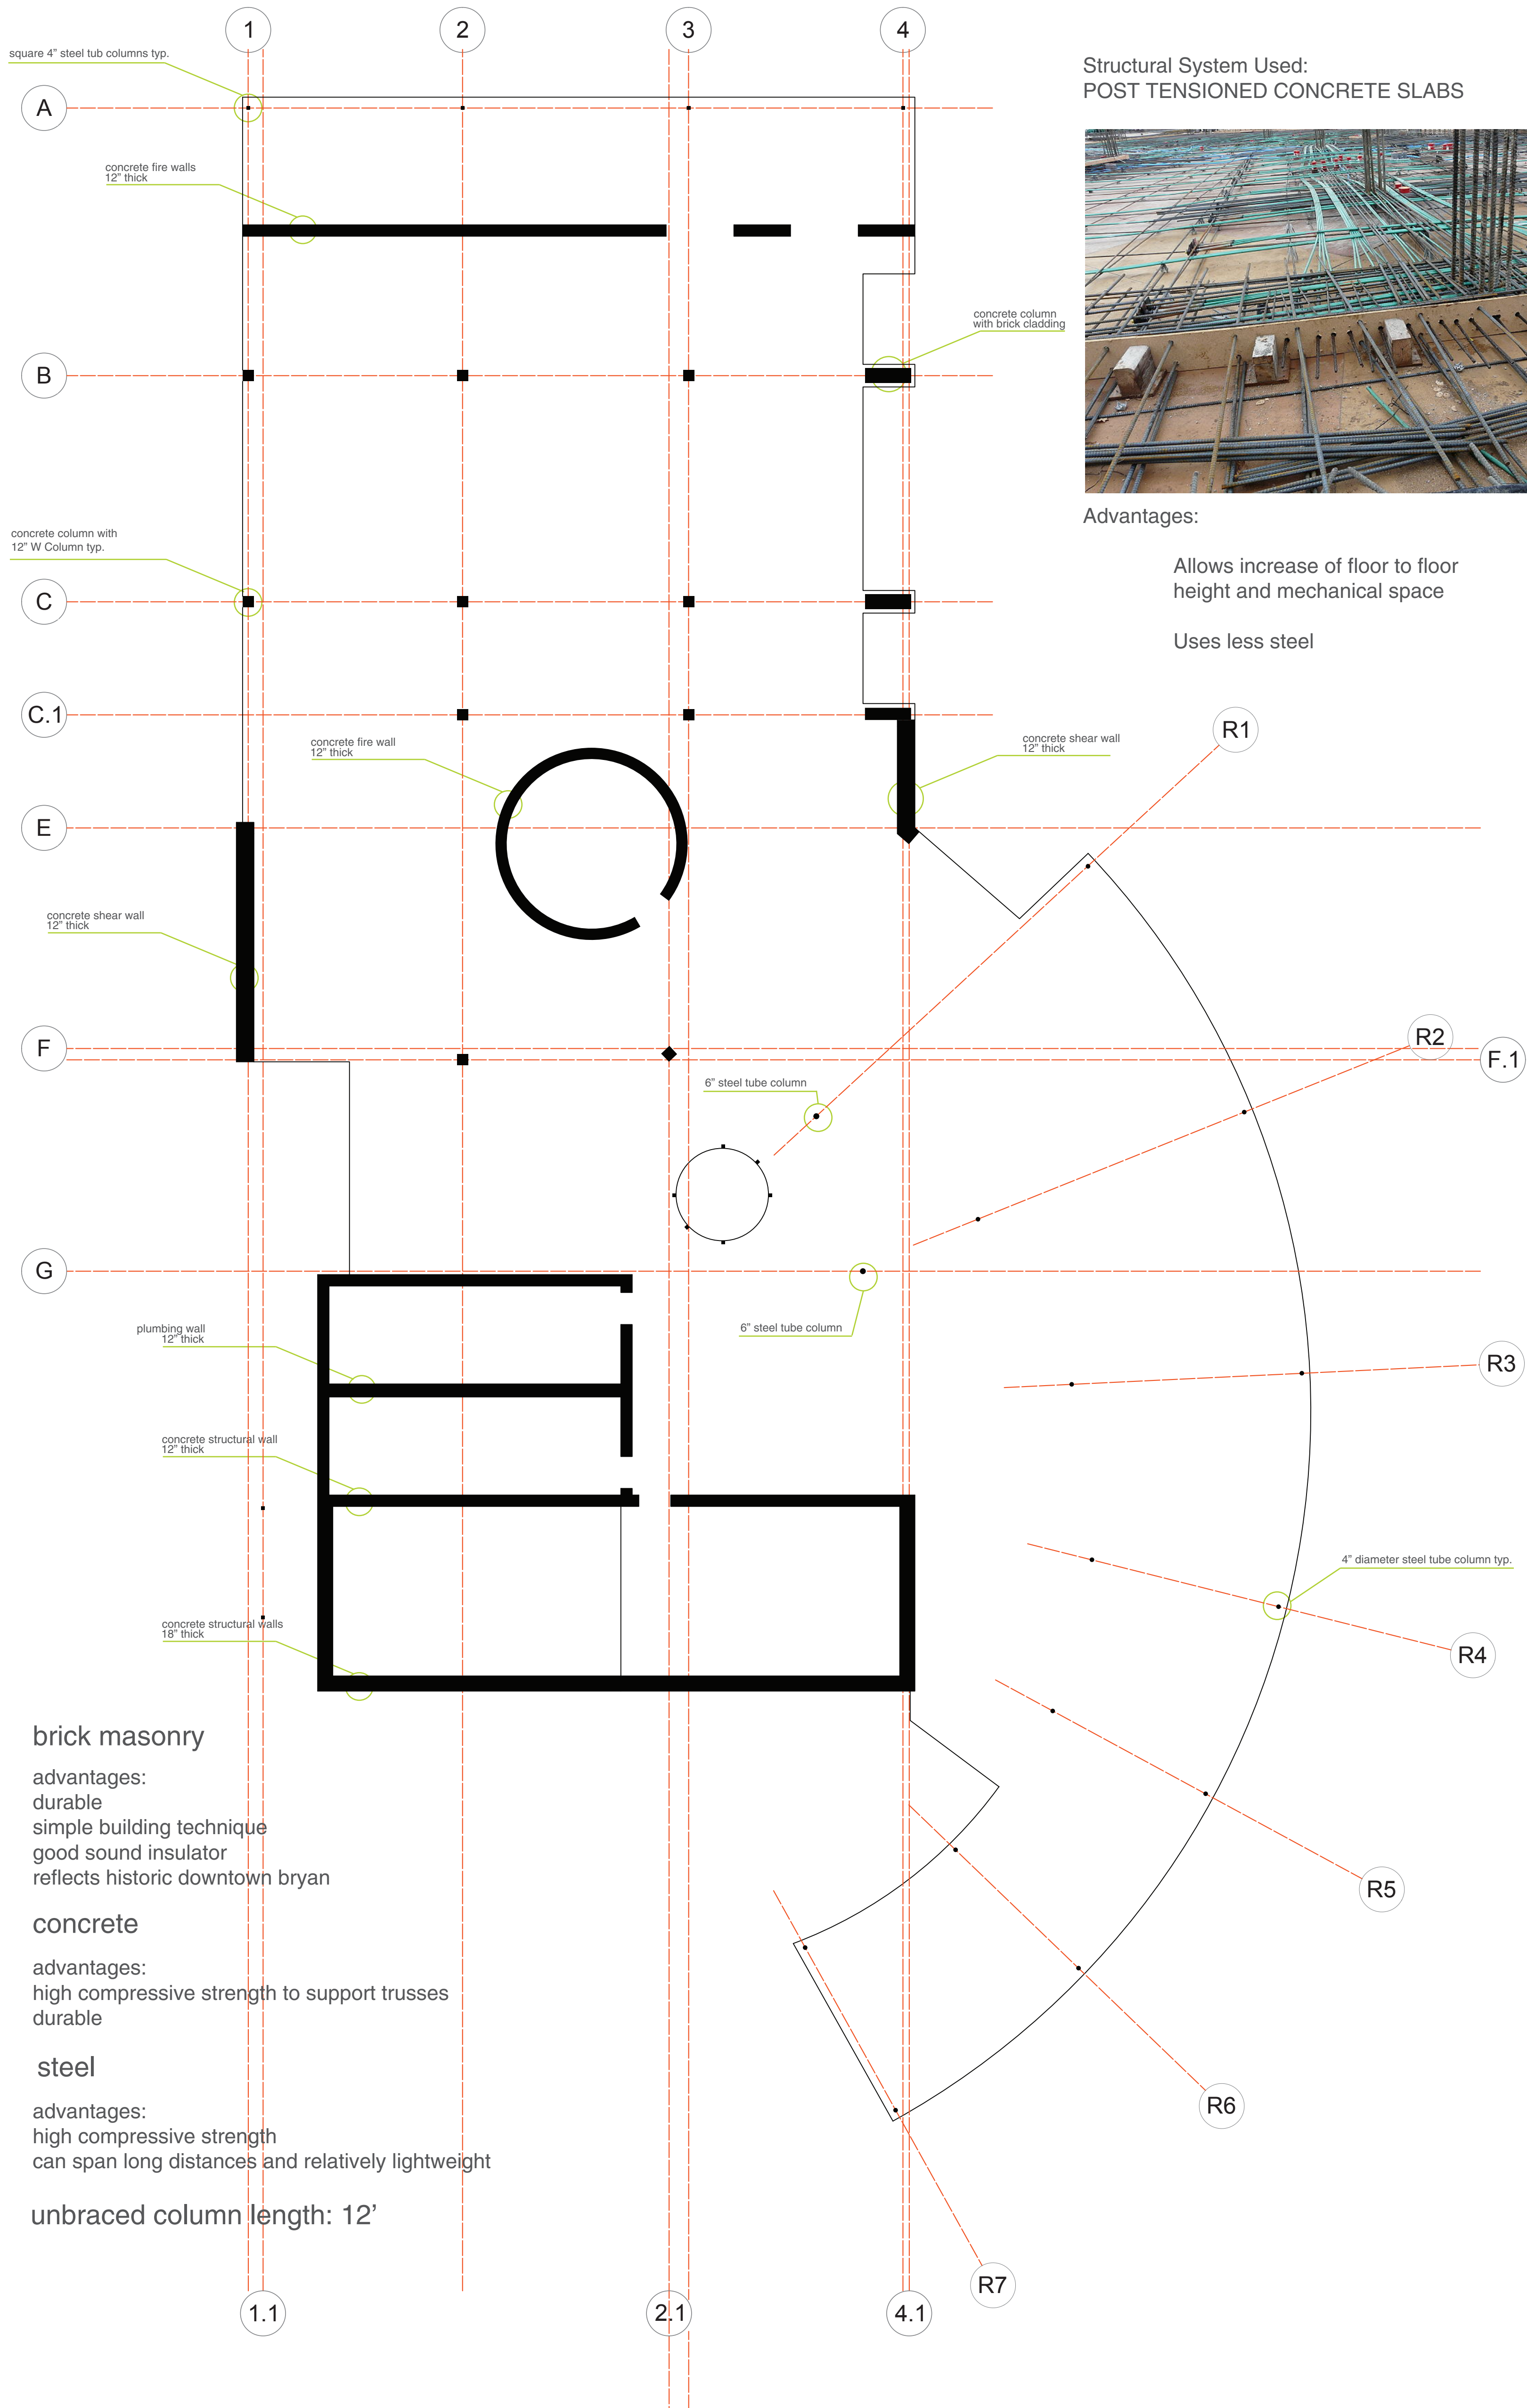 1
2
3
4
square 4” steel tub columns typ.
Structural System Used:
POST TENSIONED CONCRETE SLABS
A
concrete fire walls
12” thick
concrete column
with brick cladding
B
Advantages:
Allows increase of floor to floor
height and mechanical space
Uses less steel
concrete column with
12” W Column typ.
C
C.1
R1
concrete fire wall
12” thick
concrete shear wall
12” thick
E
concrete shear wall
12” thick
F
R2
F.1
6” steel tube column
G
6” steel tube column
plumbing wall
12” thick
R3
concrete structural wall
12” thick
4” diameter steel tube column typ.
concrete structural walls
18” thick
R4
brick masonry
advantages:
durable
simple building technique
good sound insulator
reflects historic downtown bryan
R5
concrete
advantages:
high compressive strength to support trusses
durable
steel
advantages:
high compressive strength
can span long distances and relatively lightweight
R6
unbraced column length: 12’
R7
1.1
2.1
4.1